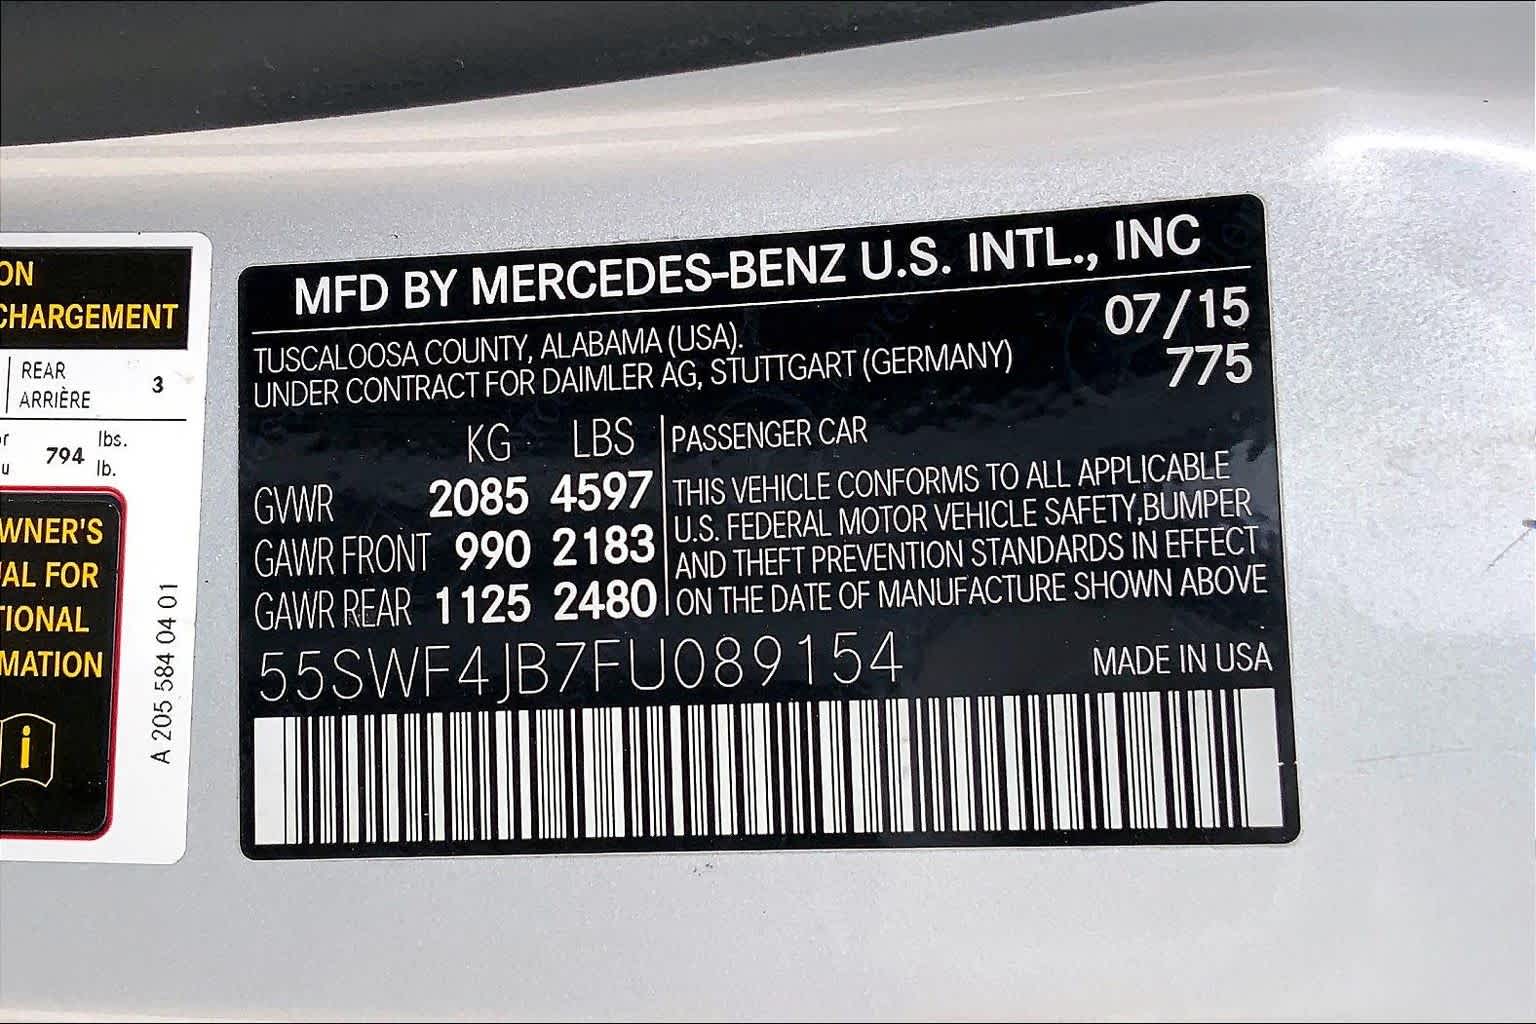 ON
CHARGEMENT
REAR
ARRIÈRE
3
lbs.
794
lb.
WNER'S
AL FOR
TIONAL
MATION
i
A 205 584 04 01
MFD BY MERCEDES-BENZ U.S. INTL., INC
TUSCALOOSA COUNTY, ALABAMA (USA).
07/15
UNDER CONTRACT FOR DAIMLER AG, STUTTGART (GERMANY)
775
KG LBS
GVWR 2085 4597
GAWR FRONT 990 2183
GAWR REAR 1125 2480
PASSENGER CAR
THIS VEHICLE CONFORMS TO ALL APPLICABLE
U.S. FEDERAL MOTOR VEHICLE SAFETY,BUMPER
AND THEFT PREVENTION STANDARDS IN EFFECT
ON THE DATE OF MANUFACTURE SHOWN ABOVE
55SWF4JB7FU089154
MADE IN USA